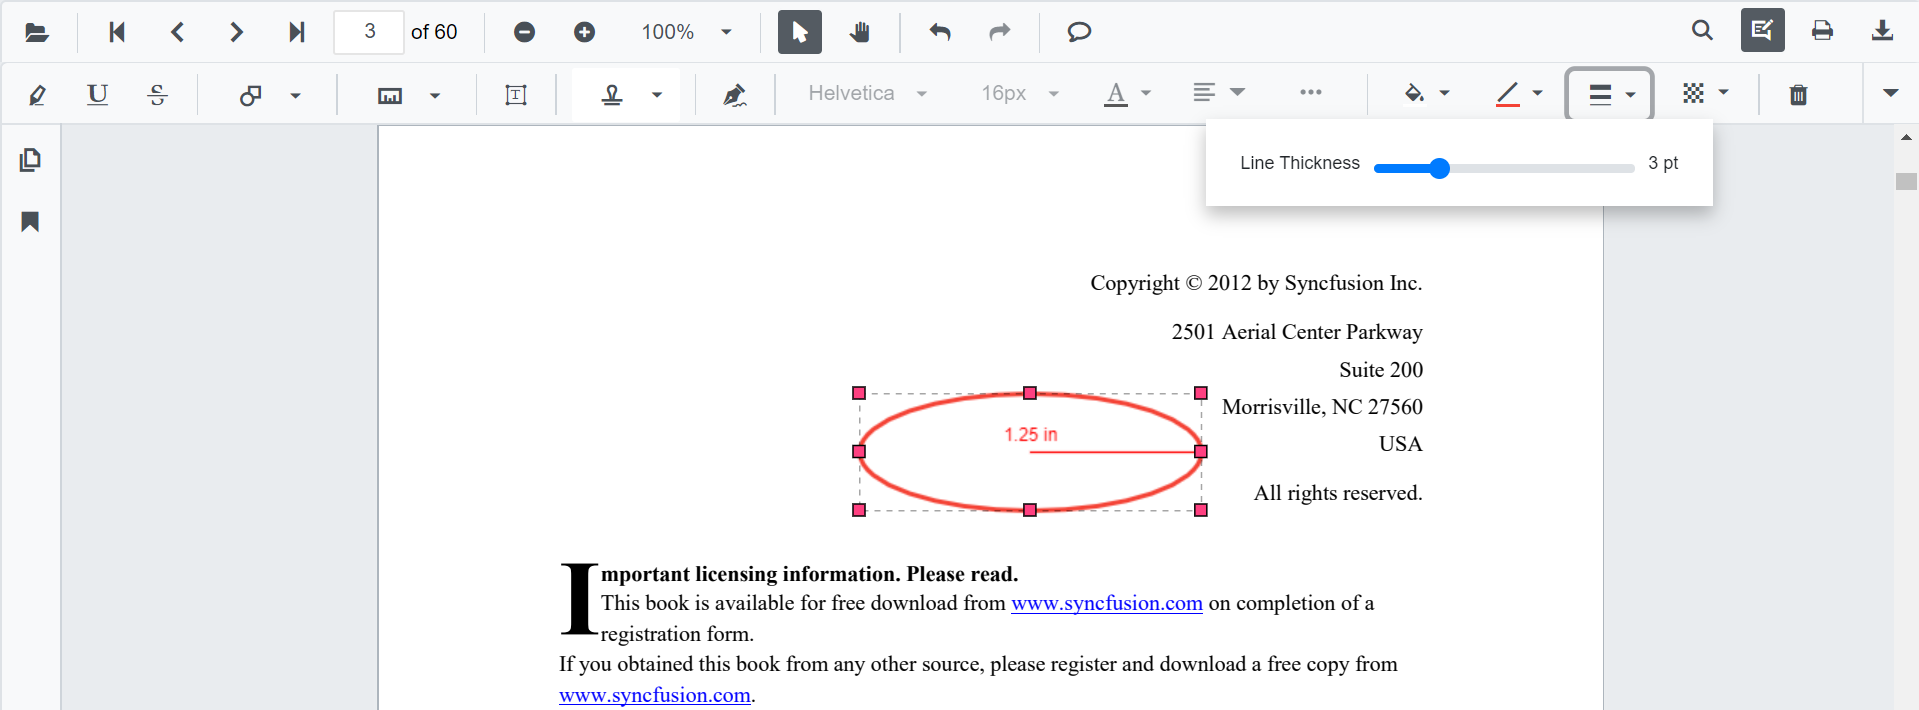 3 of 60 100%
U S Helvetica 16px A
Line Thickness 3 pt
Copyright © 2012 by Syncfusion Inc.
2501 Aerial Center Parkway
Suite 200
Morrisville, NC 27560
1.25 in
USA
All rights reserved.
Important licensing information. Please read.
This book is available for free download from www.syncfusion.com on completion of a
registration form.
If you obtained this book from any other source, please register and download a free copy from
www.syncfusion.com.